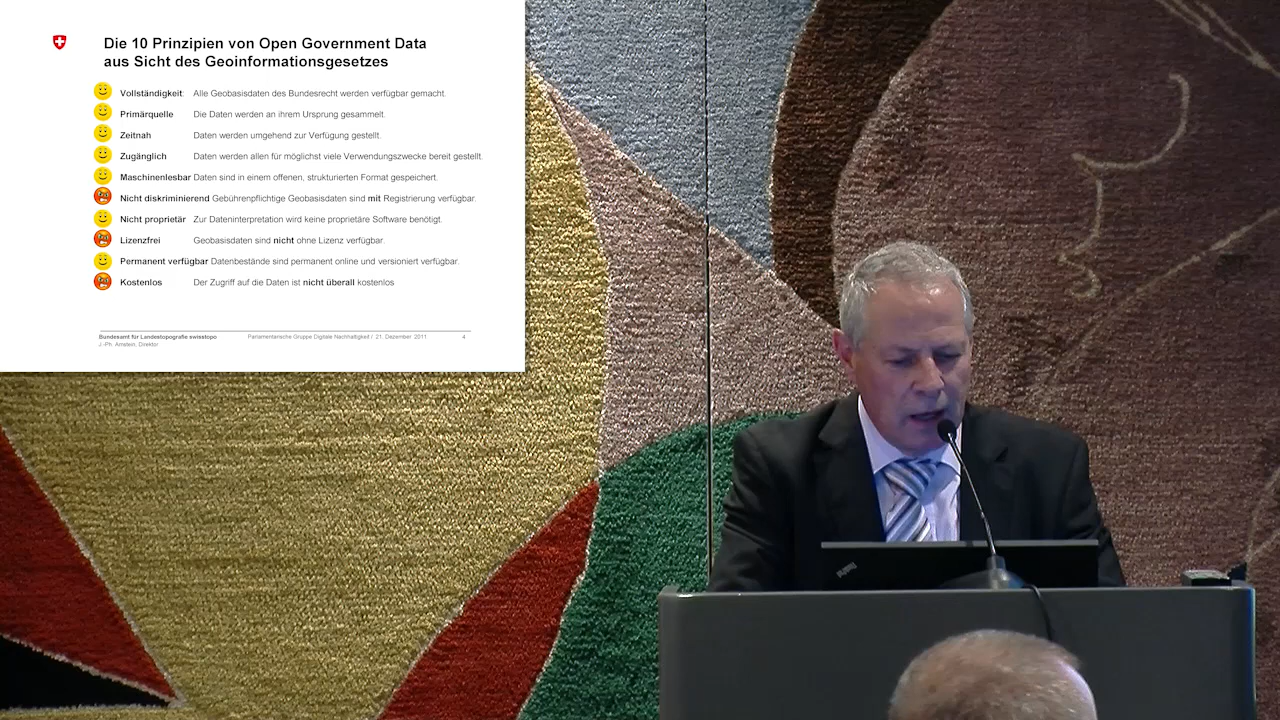 Die 10 Prinzipien von Open Government Data
aus Sicht des Geoinformationsgesetzes
Vollständigkeit: Alle Geobasisdaten des Bundesrecht werden verfügbar gemacht.
Primärquelle Die Daten werden an ihrem Ursprung gesammelt.
Zeitnah Daten werden umgehend zur Verfügung gestellt.
Zugänglich Daten werden allen für möglichst viele Verwendungszwecke bereit gestellt.
Maschinenlesbar Daten sind in einem offenen, strukturierten Format gespeichert.
Nicht diskriminierend Gebührenpflichtige Geobasisdaten sind mit Registrierung verfügbar.
Nicht proprietär Zur Dateninterpretation wird keine proprietäre Software benötigt.
Lizenzfrei Geobasisdaten sind nicht ohne Lizenz verfügbar.
Permanent verfügbar Datenbestände sind permanent online und versioniert verfügbar.
Kostenlos Der Zugriff auf die Daten ist nicht überall kostenlos
Bundesamt für Landestopografie swisstopo Parlamentarische Gruppe Digitale Nachhaltigkeit / 21. Dezember 2011 4
J.-Ph. Amstein, Direktor